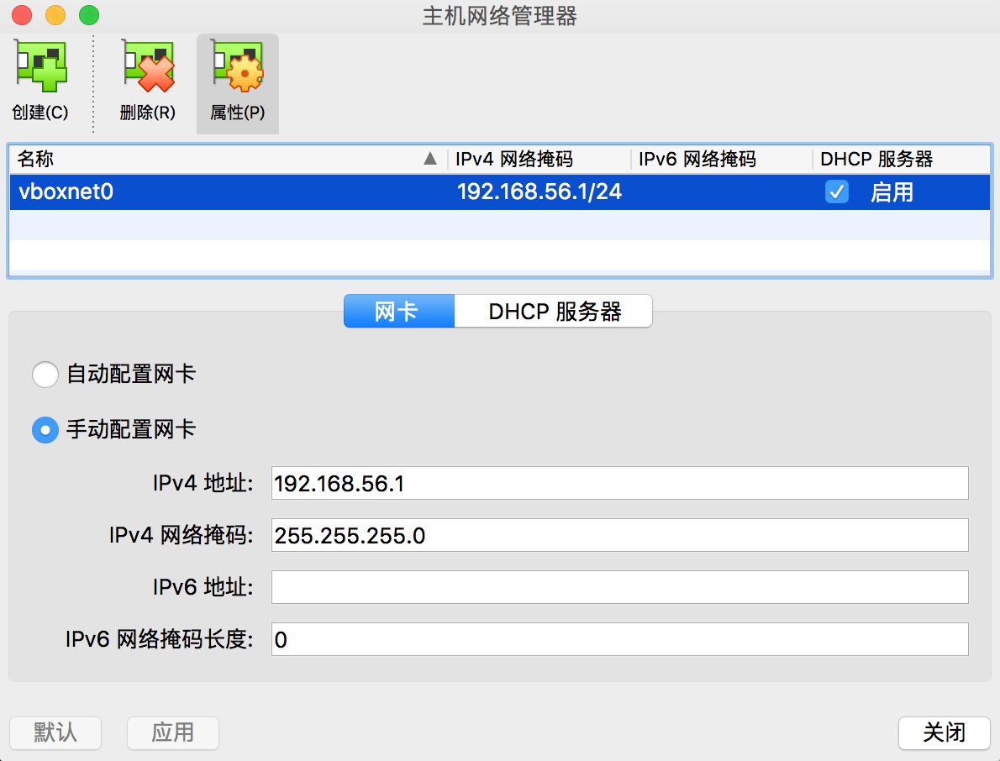 主机网络管理器
创建(C) 删除(R) 属性(P)
名称 IPv4 网络掩码 IPv6 网络掩码 DHCP 服务器
vboxnet0 192.168.56.1/24 启用
网卡 DHCP 服务器
自动配置网卡
手动配置网卡
IPv4 地址: 192.168.56.1
IPv4 网络掩码: 255.255.255.0
IPv6 地址:
IPv6 网络掩码长度: 0
默认 应用 关闭